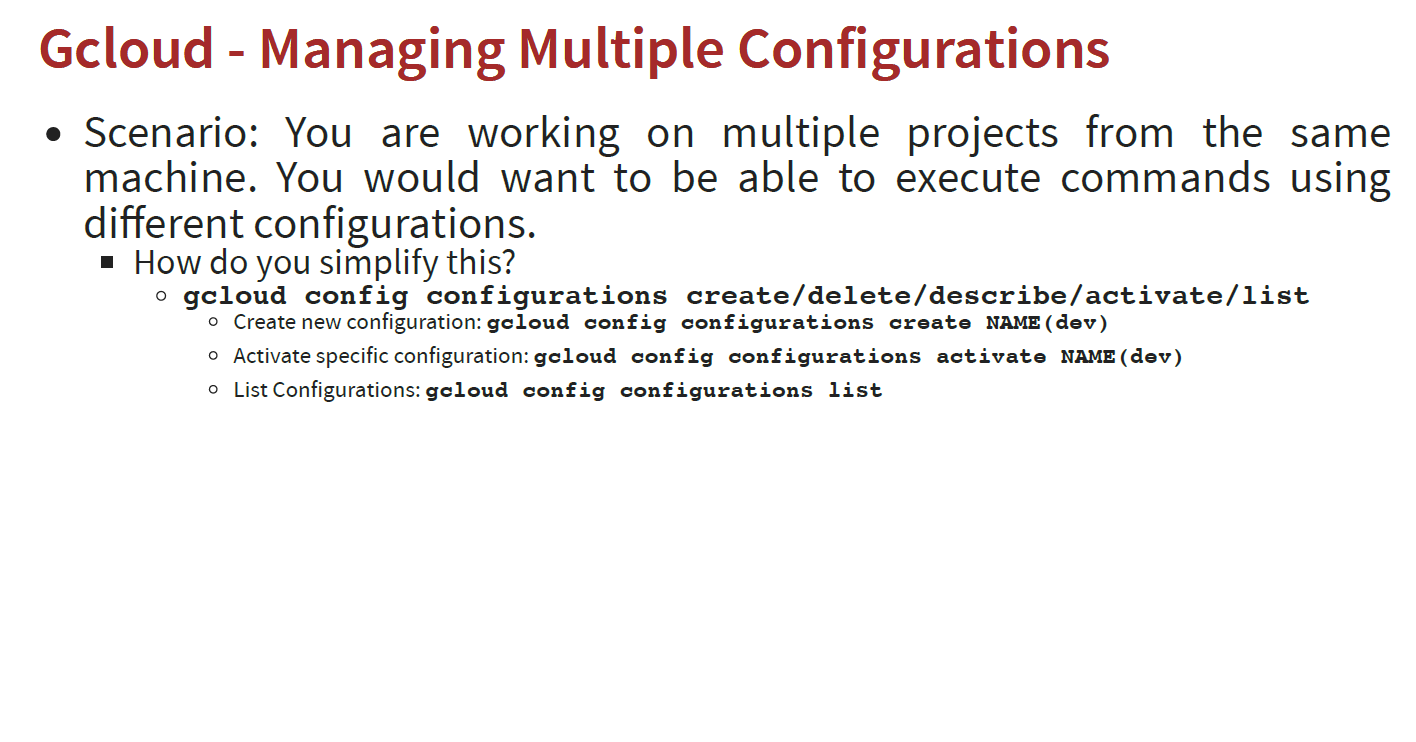 Gcloud - Managing Multiple Configurations
Scenario: You are working on multiple projects from the same
machine. You would want to be able to execute commands using
different configurations.
How do you simplify this?
gcloud config configurations create/delete/describe/activate/list
Create new configuration: gcloud config configurations create NAME(dev)
Activate specific configuration: gcloud config configurations activate NAME(dev)
List Configurations: gcloud config configurations list